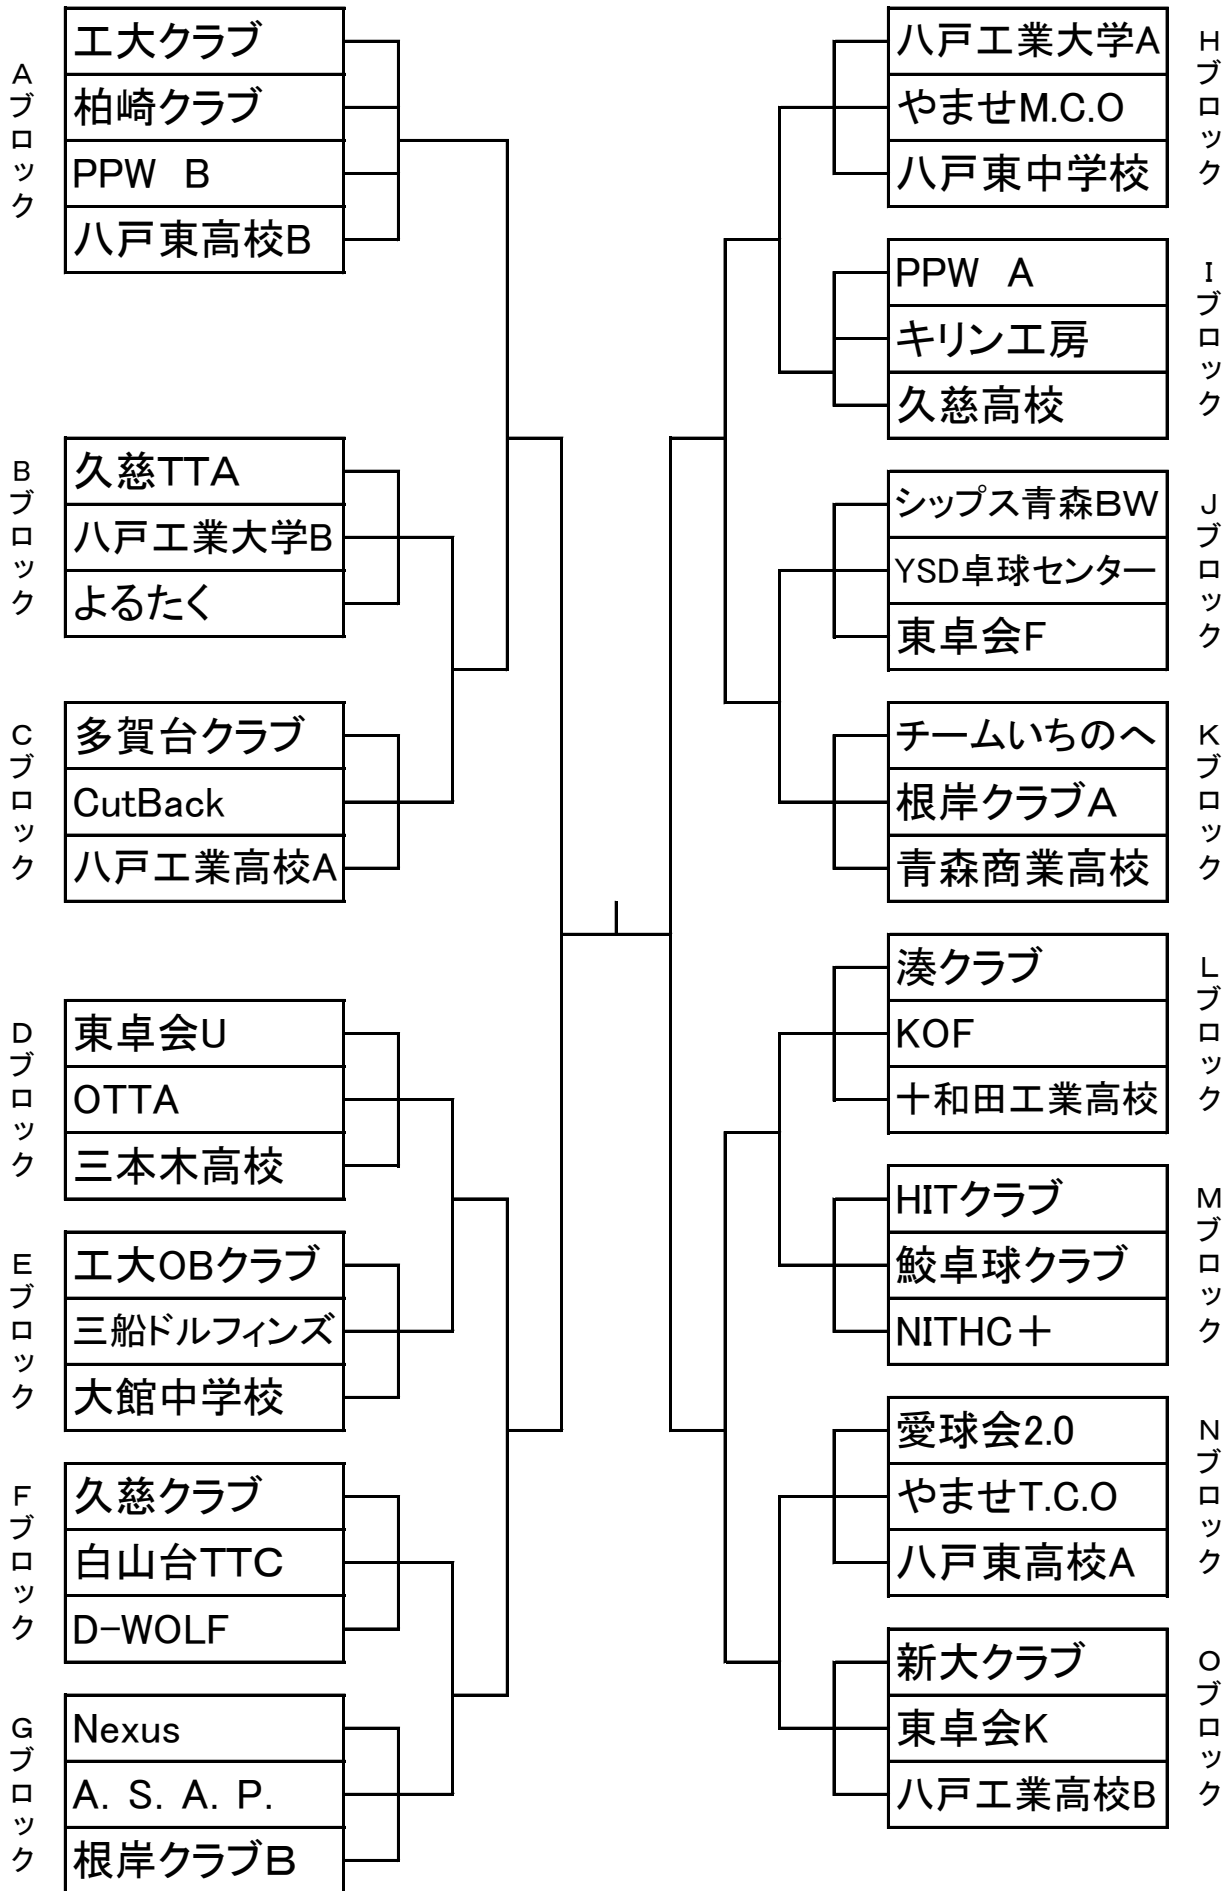 Aブロック
工大クラブ
柏崎クラブ
PPW　B
八戸東高校B
Bブロック
久慈TTA
八戸工業大学B
よるたく
Cブロック
多賀台クラブ
CutBack
八戸工業高校A
Dブロック
東卓会U
OTTA
三本木高校
Eブロック
工大OBクラブ
三船ドルフィンズ
大館中学校
Fブロック
久慈クラブ
白山台TTC
D-WOLF
Gブロック
Nexus
A. S. A. P.
根岸クラブB
Hブロック
八戸工業大学A
やませM.C.O
八戸東中学校
Iブロック
PPW　A
キリン工房
久慈高校
Jブロック
シップス青森BW
YSD卓球センター
東卓会F
Kブロック
チームいちのへ
根岸クラブA
青森商業高校
Lブロック
湊クラブ
KOF
十和田工業高校
Mブロック
HITクラブ
鮫卓球クラブ
NITHC＋
Nブロック
愛球会2.0
やませT.C.O
八戸東高校A
Oブロック
新大クラブ
東卓会K
八戸工業高校B